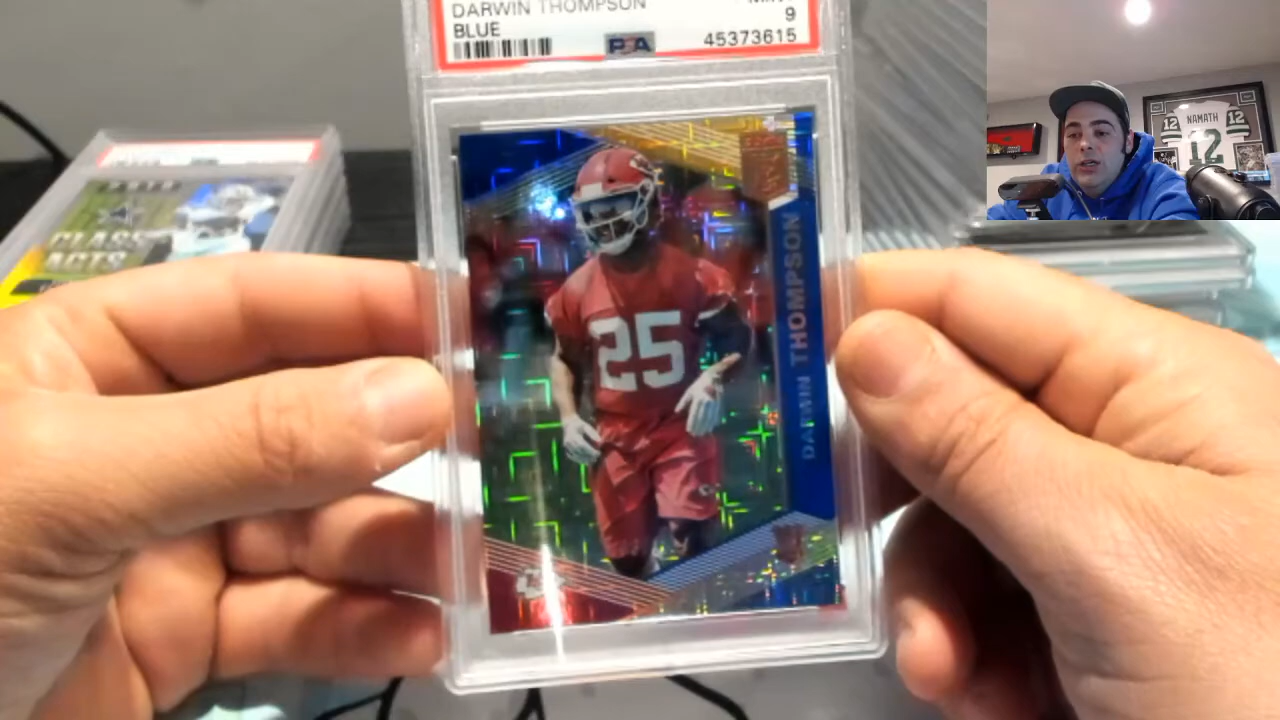 DARWIN THOMPSON
BLUE
9
PSA
45373615
25
DARWIN THOMPSON
CLASS
ACTS
NAMATH
12
12
12